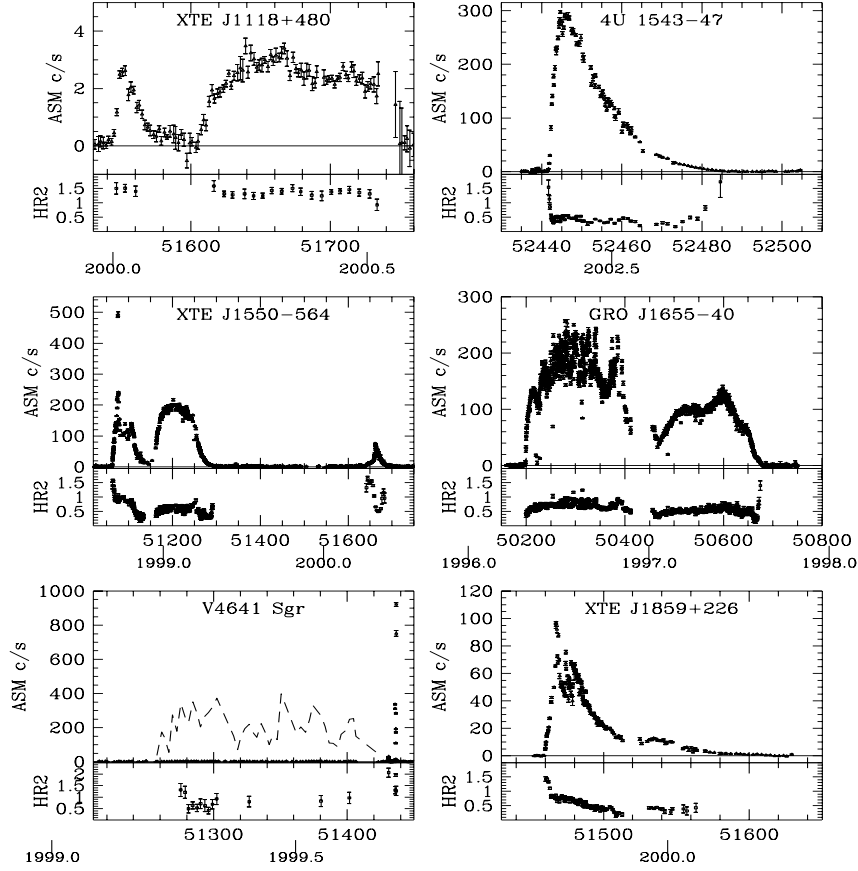 XTE J1118+480
4U 1543−47
ASM c/s
4
2
0
ASM c/s
300
200
100
0
HR2
1.5
1
0.5
HR2
1.5
1
0.5
51600 51700
52440 52460 52480 52500
2000.0 2000.5
2002.5
XTE J1550−564
GRO J1655−40
ASM c/s
500
400
300
200
100
0
ASM c/s
300
200
100
0
HR2
1.5
1
0.5
HR2
1.5
1
0.5
51200 51400 51600
50200 50400 50600 50800
1999.0 2000.0
1996.0 1997.0 1998.0
V4641 Sgr
XTE J1859+226
ASM c/s
1000
800
600
400
200
0
ASM c/s
120
100
80
60
40
20
0
HR2
2
1.5
1
0.5
HR2
1.5
1
0.5
51300 51400
51500 51600
1999.0 1999.5
2000.0